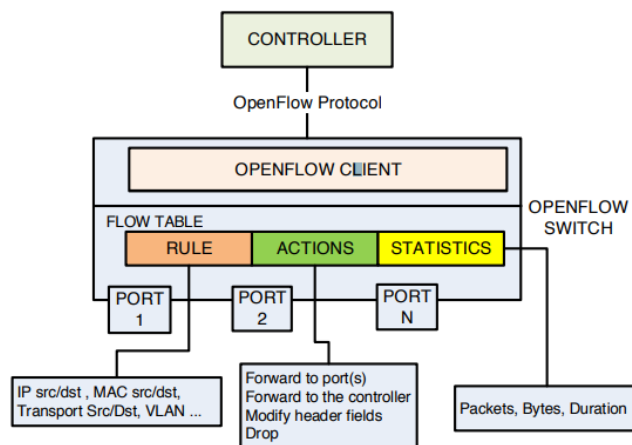 CONTROLLER
OpenFlow Protocol
OPENFLOW CLIENT
OPENFLOW
SWITCH
FLOW TABLE
RULE
ACTIONS
STATISTICS
PORT
1
PORT
2
PORT
N
IP src/dst , MAC src/dst,
Transport Src/Dst, VLAN ...
Forward to port(s)
Forward to the controller
Modify header fields
Drop
Packets, Bytes, Duration